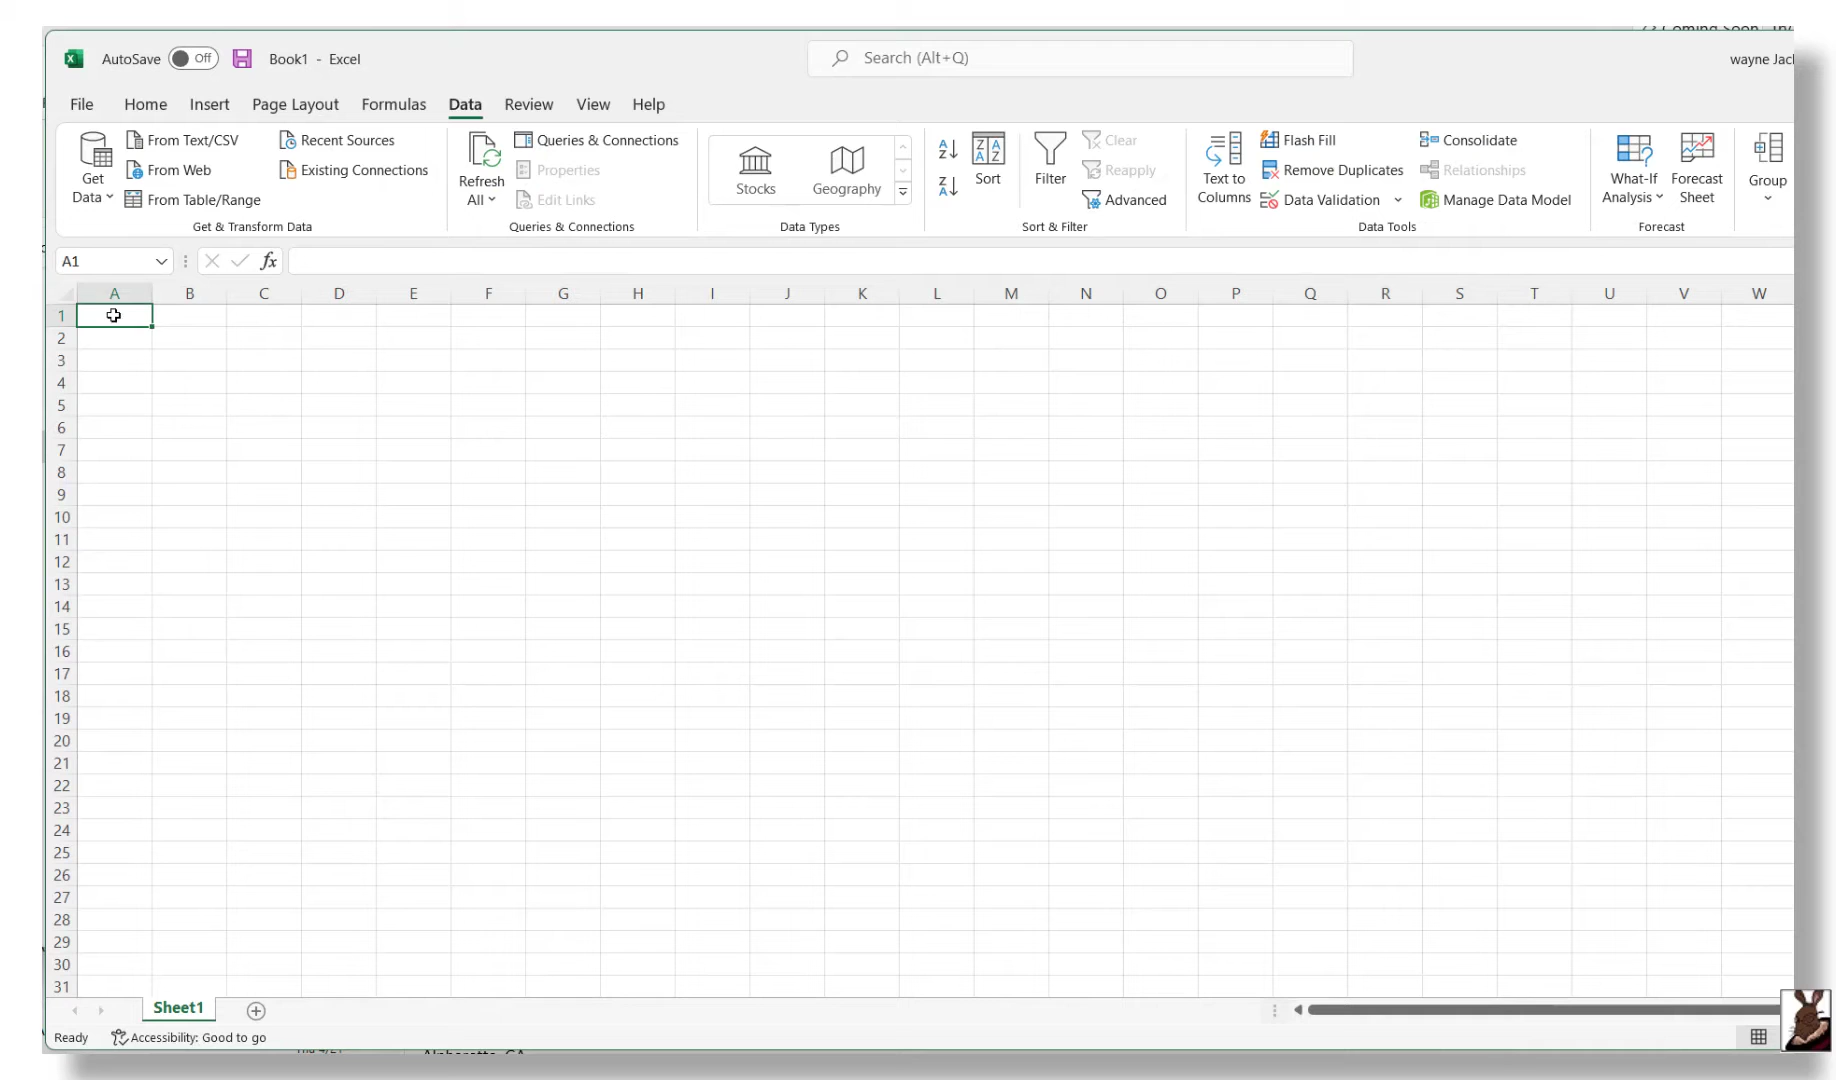 AutoSave Off Book1 - Excel Search (Alt+Q)
File Home Insert Page Layout Formulas Data Review View Help
Get Data
From Text/CSV
From Web
From Table/Range
Recent Sources
Existing Connections
Get & Transform Data
Refresh All
Queries & Connections
Properties
Edit Links
Queries & Connections
Stocks
Geography
Data Types
Sort
Filter
Clear
Reapply
Advanced
Sort & Filter
Text to Columns
Flash Fill
Remove Duplicates
Data Validation
Consolidate
Relationships
Manage Data Model
Data Tools
What-If Analysis
Forecast Sheet
Forecast
Group
wayne
A1 fx
A B C D E F G H I J K L M N O P Q R S T U V W
1
2
3
4
5
6
7
8
9
10
11
12
13
14
15
16
17
18
19
20
21
22
23
24
25
26
27
28
29
30
31
Sheet1
Ready Accessibility: Good to go